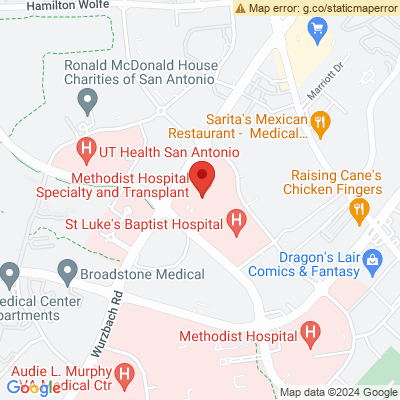 Hamilton Wolfe
Map error: g.co/staticmaperror
Ronald McDonald House
Charities of San Antonio
Marriott Dr
Sarita's Mexican
Restaurant - Medical...
H
UT Health San Antonio
Methodist Hospital
Specialty and Transplant
Raising Cane's
Chicken Fingers
St Luke's Baptist Hospital
H
Dragon's Lair
Comics & Fantasy
Broadstone Medical
Medical Center
partments
Wurzbach Rd
Methodist Hospital
H
Audie L. Murphy
VA Medical Ctr
H
Google
Map data ©2024 Google